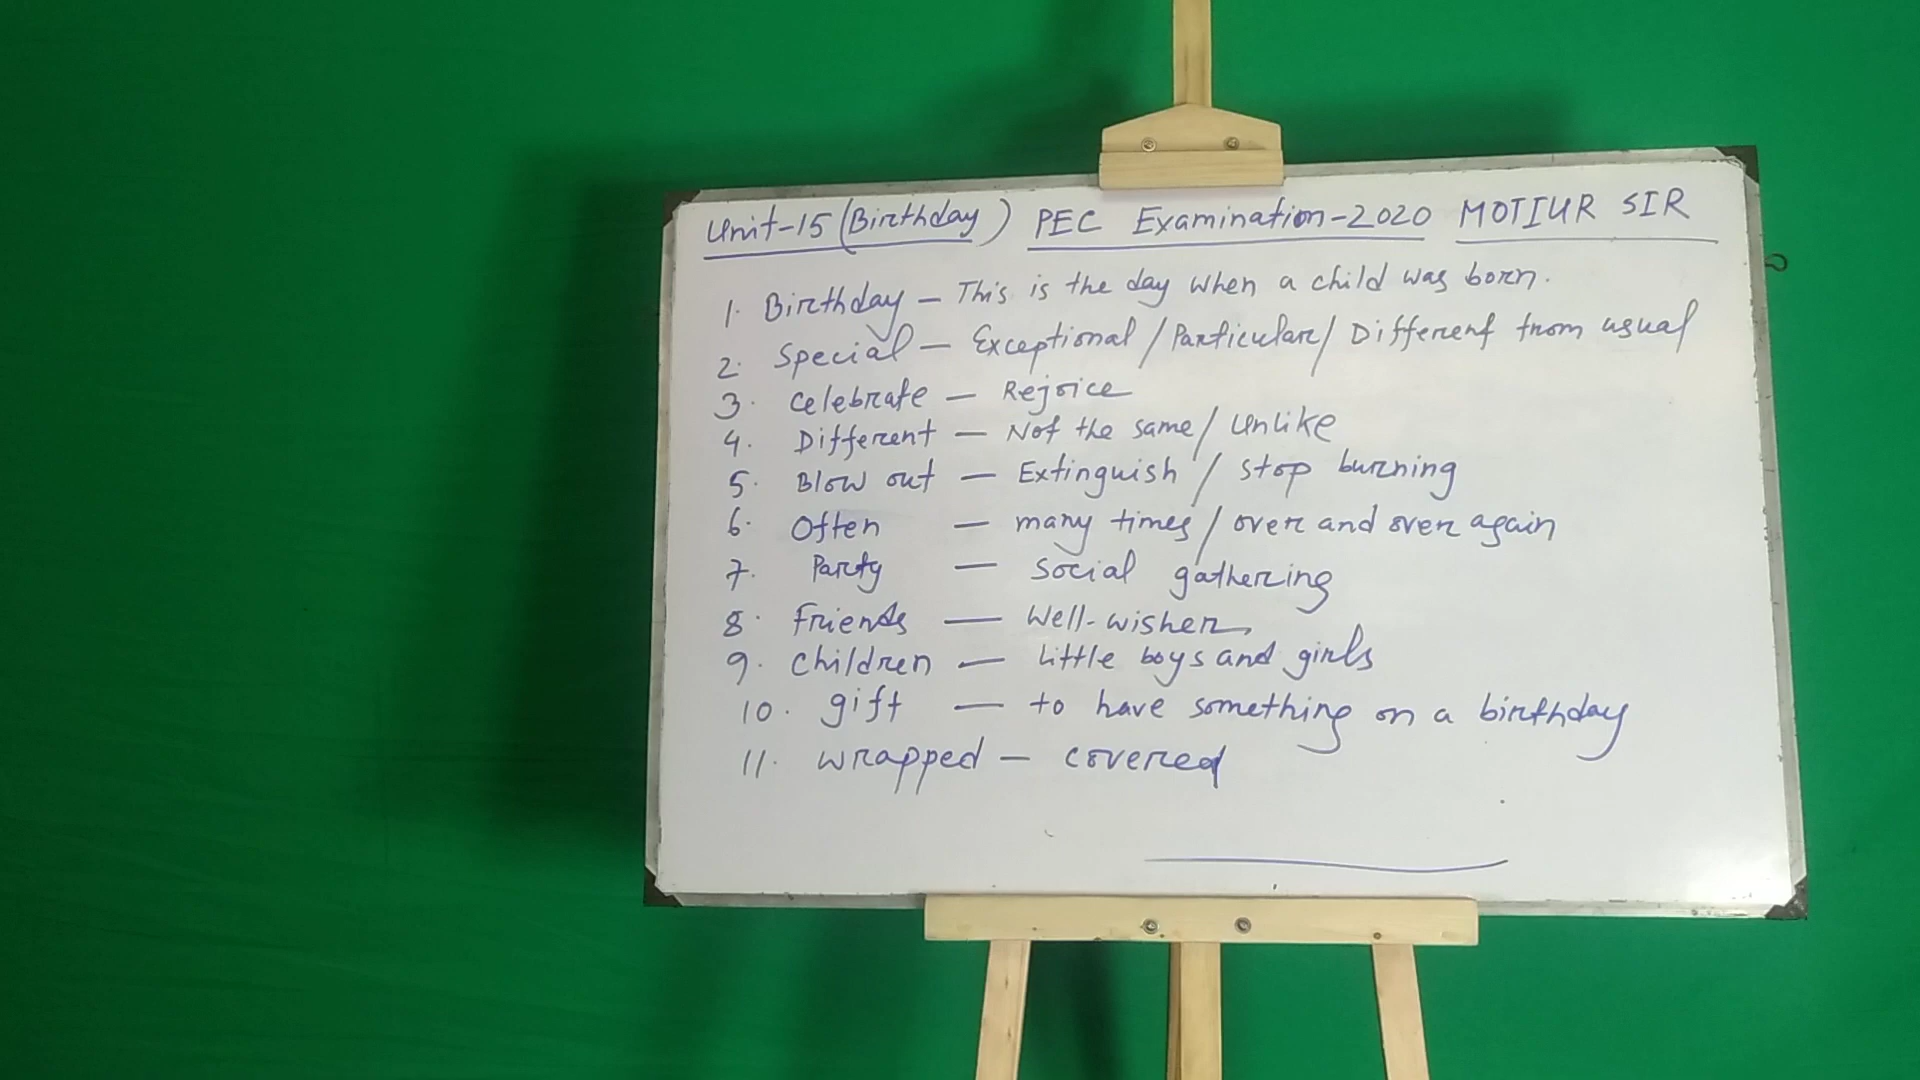 Unit-15 (Birthday) PEC Examination-2020 MOTIUR SIR
1. Birthday - This is the day when a child was born.
2. Special - Exceptional / Particular / Different from usual
3. Celebrate - Rejoice
4. Different - Not the same / Unlike
5. Blow out - Extinguish / Stop burning
6. Often - many times / over and over again
7. Party - Social gathering
8. Friends - Well-wisher
9. Children - Little boys and girls
10. gift - to have something on a birthday
11. wrapped - covered